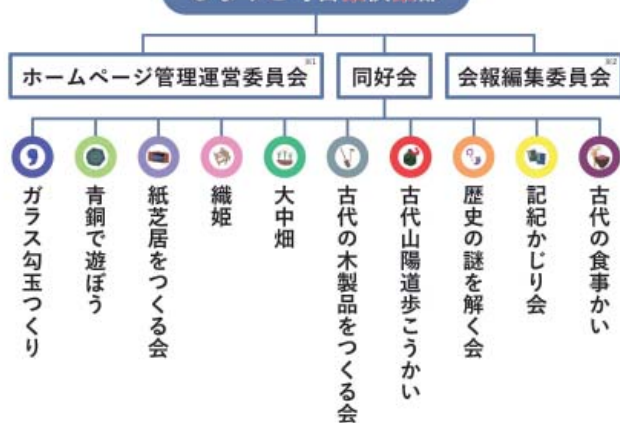 ホームページ管理運営委員会※1
同好会
会報編集委員会※2
ガラス勾玉つくり
青銅で遊ぼう
紙芝居をつくる会
織姫
大中畑
古代の木製品をつくる会
古代山陽道歩こうかい
歴史の謎を解く会
記紀かじり会
古代の食事かい